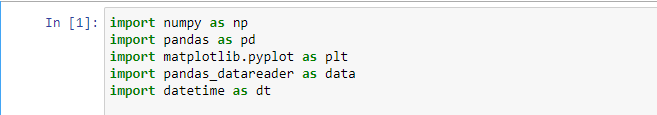 In [1]: import numpy as np
import pandas as pd
import matplotlib.pyplot as plt
import pandas_datareader as data
import datetime as dt